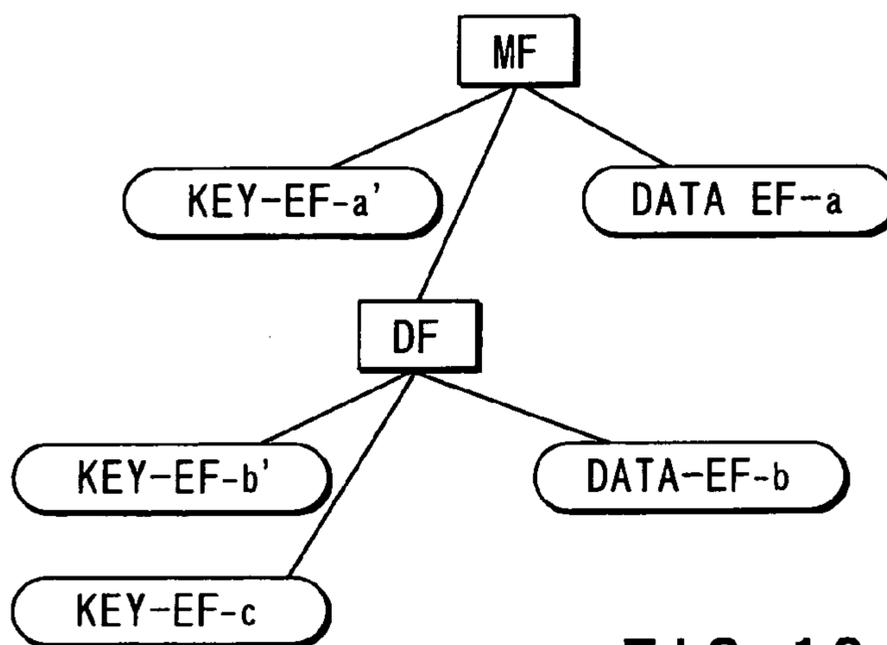 MF
KEY-EF-a'
DATA EF-a
DF
KEY-EF-b'
DATA-EF-b
KEY-EF-c